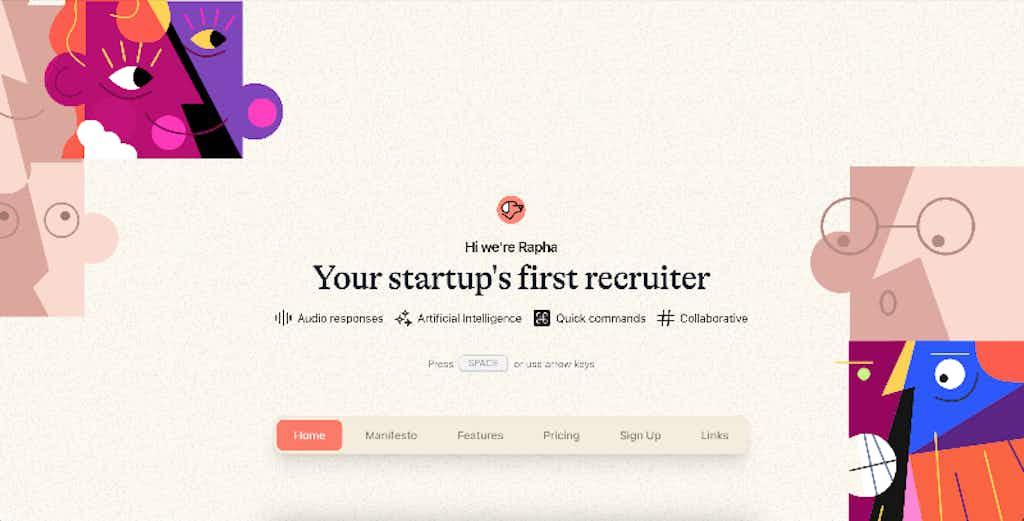 Hi we're Rapha
Your startup's first recruiter
Audio responses Artificial Intelligence Quick commands Collaborative
Press SPACE or use arrow keys
Home Manifesto Features Pricing Sign Up Links